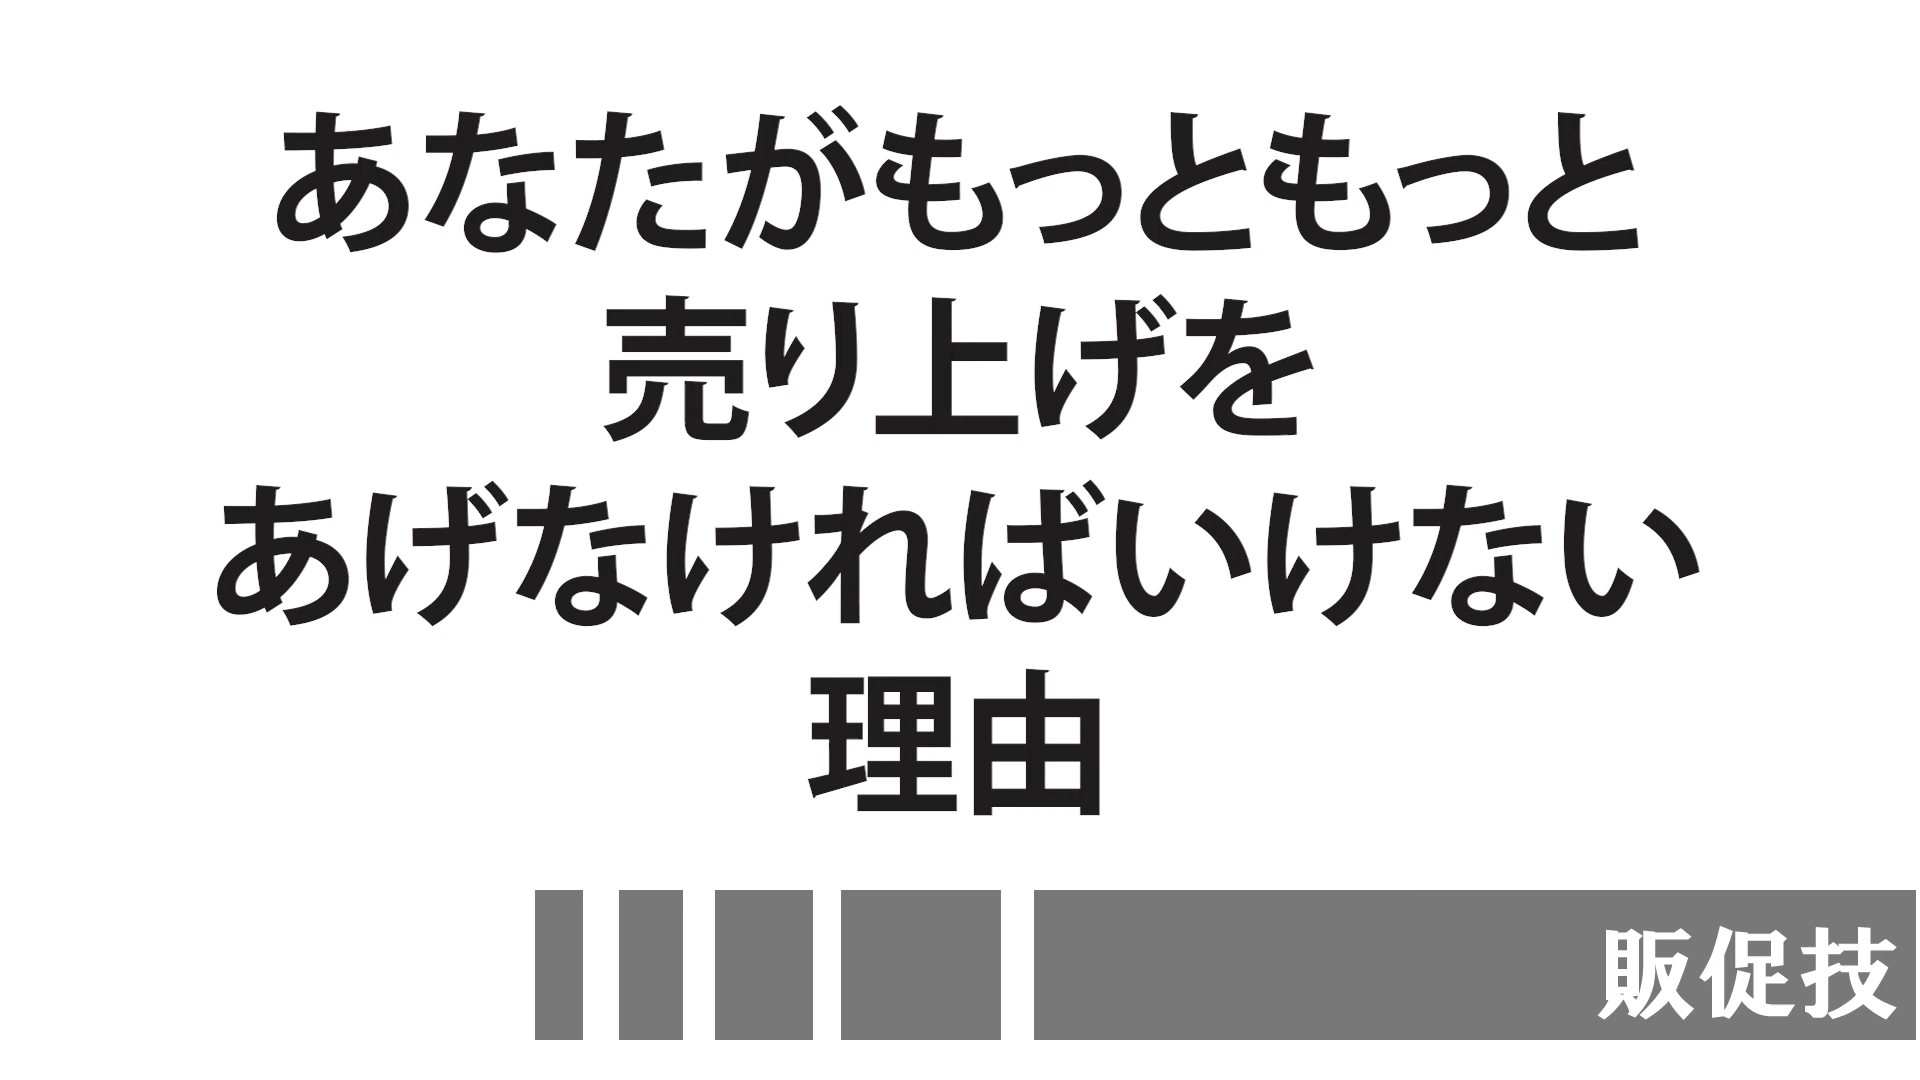 あなたがもっともっと
売り上げを
あげなければいけない
理由
販促技